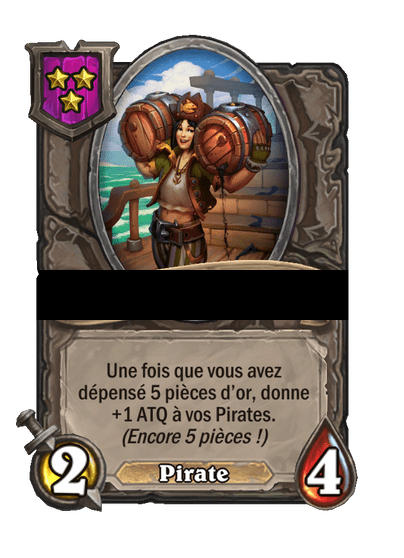 Une fois que vous avez
dépensé 5 pièces d'or, donne
+1 ATQ à vos Pirates.
(Encore 5 pièces !)
2
Pirate
4